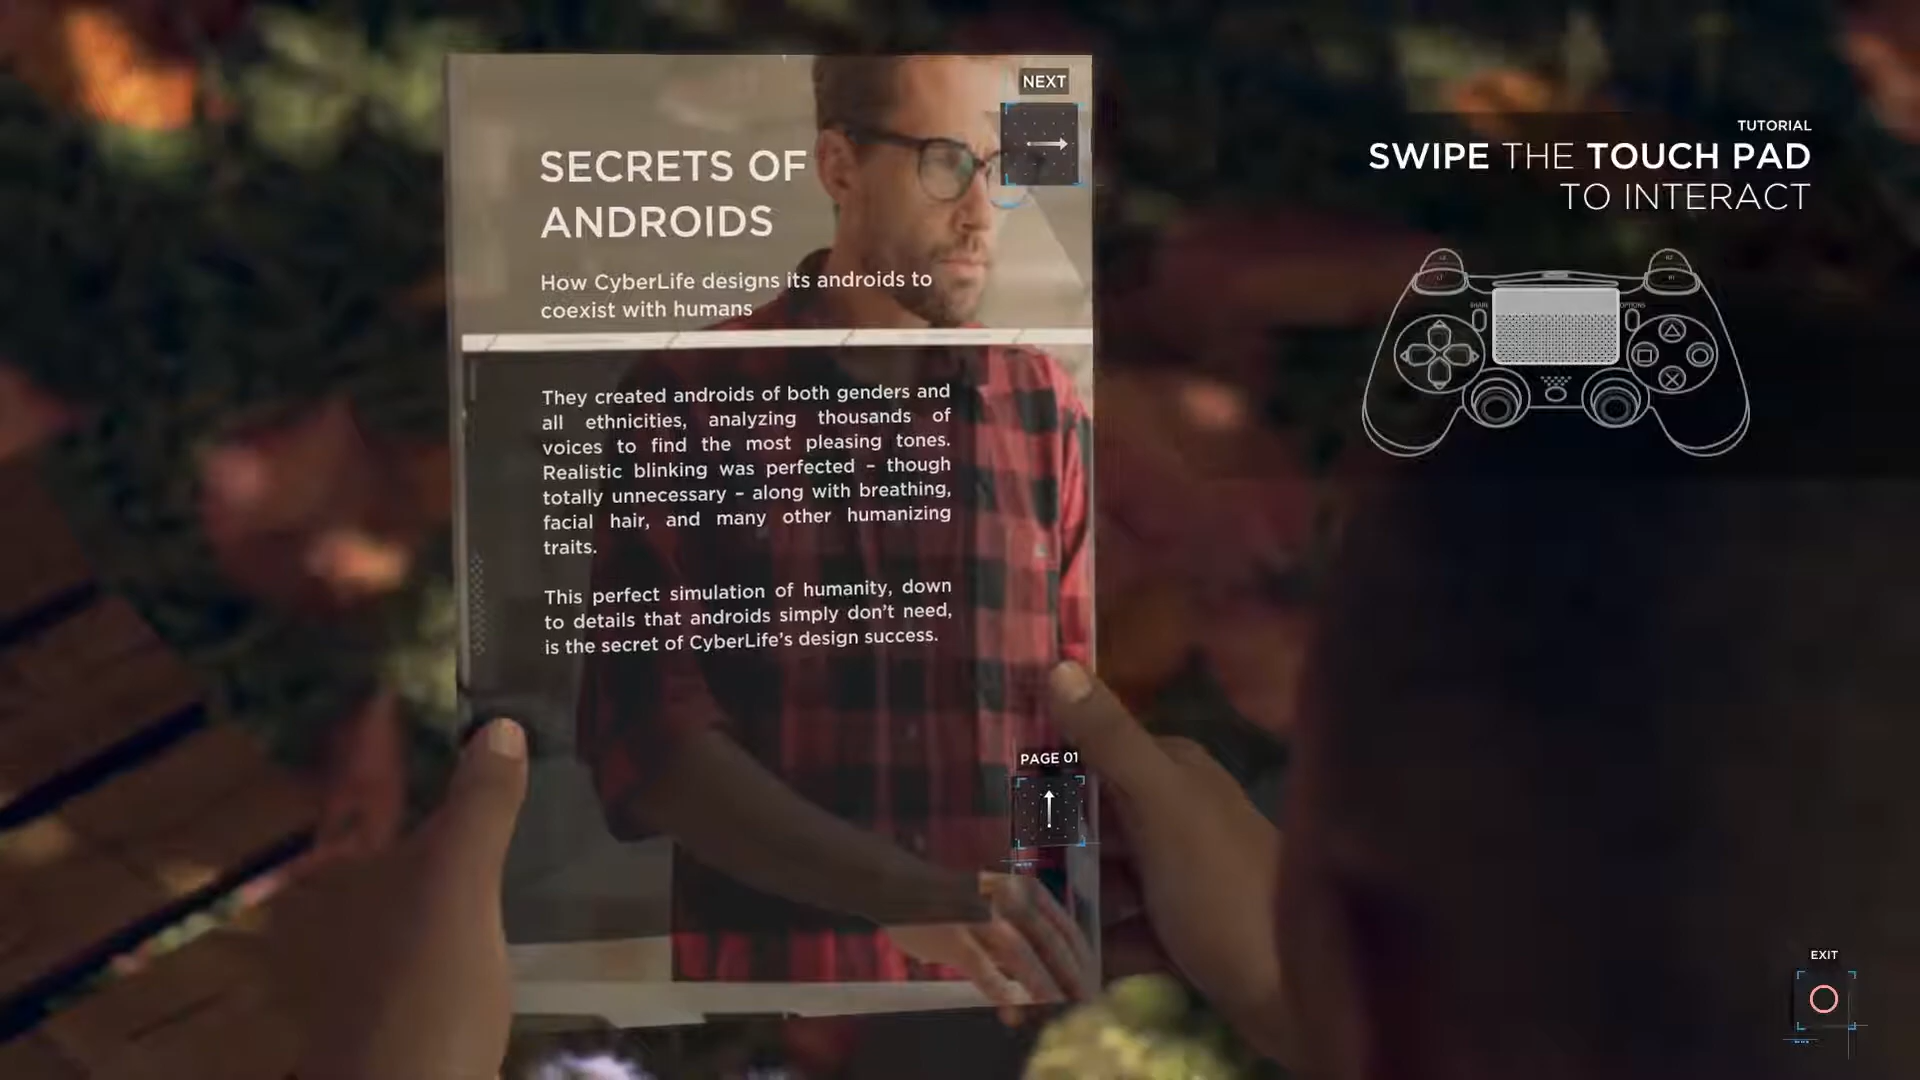 NEXT
SECRETS OF
ANDROIDS
How CyberLife designs its androids to
coexist with humans
They created androids of both genders and
all ethnicities, analyzing thousands of
voices to find the most pleasing tones.
Realistic blinking was perfected – though
totally unnecessary – along with breathing,
facial hair, and many other humanizing
traits.
This perfect simulation of humanity, down
to details that androids simply don't need,
is the secret of CyberLife's design success.
PAGE 01
TUTORIAL
SWIPE THE TOUCH PAD
TO INTERACT
SHARE
OPTIONS
EXIT